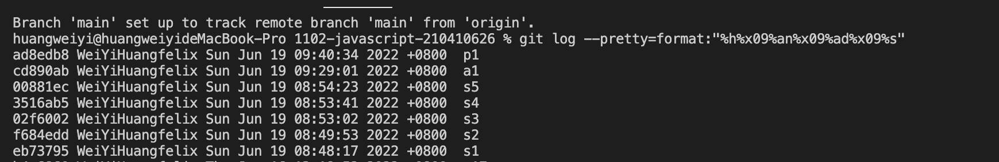 Branch 'main' set up to track remote branch 'main' from 'origin'.
huangweiyi@huangweiyideMacBook-Pro 1102-javascript-210410626 % git log --pretty=format:"%h%x09%an%x09%ad%x09%s"
ad8edb8 WeiYiHuangfelix Sun Jun 19 09:40:34 2022 +0800  p1
cd890ab WeiYiHuangfelix Sun Jun 19 09:29:01 2022 +0800  a1
00881ec WeiYiHuangfelix Sun Jun 19 08:54:23 2022 +0800  s5
3516ab5 WeiYiHuangfelix Sun Jun 19 08:53:41 2022 +0800  s4
02f6002 WeiYiHuangfelix Sun Jun 19 08:53:02 2022 +0800  s3
f684edd WeiYiHuangfelix Sun Jun 19 08:49:53 2022 +0800  s2
eb73795 WeiYiHuangfelix Sun Jun 19 08:48:17 2022 +0800  s1